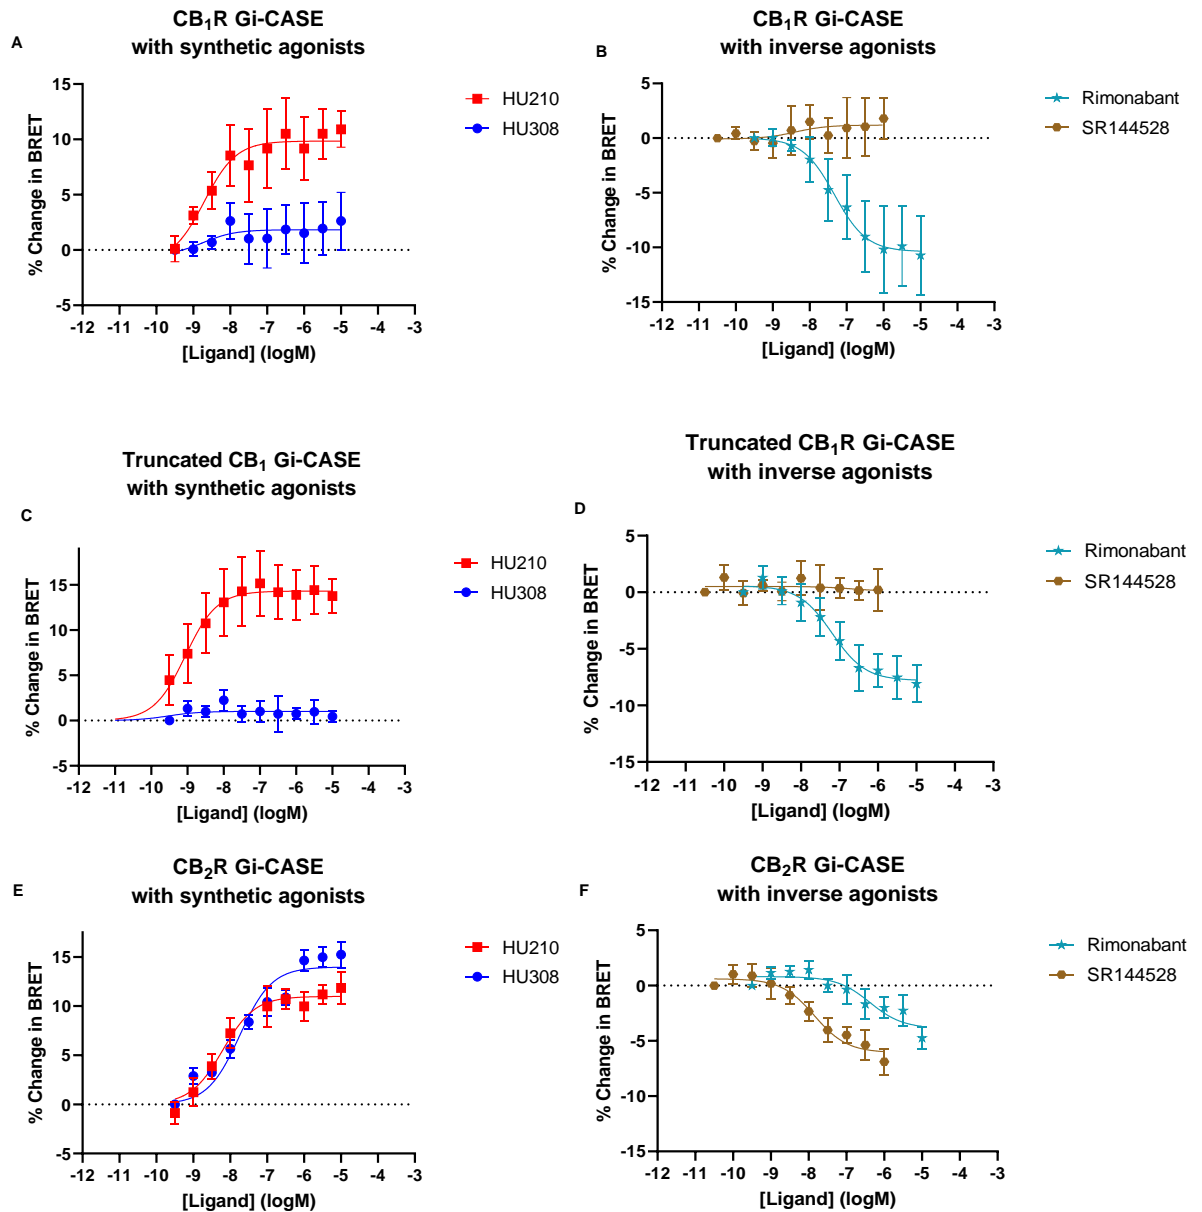 A
CB₁R Gi-CASE
with synthetic agonists
15
10
5
0
-5
% Change in BRET
-12 -11 -10 -9 -8 -7 -6 -5 -4 -3
[Ligand] (logM)
HU210
HU308
B
CB₁R Gi-CASE
with inverse agonists
5
0
-5
-10
-15
% Change in BRET
-12 -11 -10 -9 -8 -7 -6 -5 -4 -3
[Ligand] (logM)
Rimonabant
SR144528
C
Truncated CB₁ Gi-CASE
with synthetic agonists
15
10
5
0
-5
% Change in BRET
-12 -11 -10 -9 -8 -7 -6 -5 -4 -3
[Ligand] (logM)
HU210
HU308
D
Truncated CB₁R Gi-CASE
with inverse agonists
5
0
-5
-10
-15
% Change in BRET
-12 -11 -10 -9 -8 -7 -6 -5 -4 -3
[Ligand] (logM)
Rimonabant
SR144528
E
CB₂R Gi-CASE
with synthetic agonists
15
10
5
0
-5
% Change in BRET
-12 -11 -10 -9 -8 -7 -6 -5 -4 -3
[Ligand] (logM)
HU210
HU308
F
CB₂R Gi-CASE
with inverse agonists
5
0
-5
-10
-15
% Change in BRET
-12 -11 -10 -9 -8 -7 -6 -5 -4 -3
[Ligand] (logM)
Rimonabant
SR144528